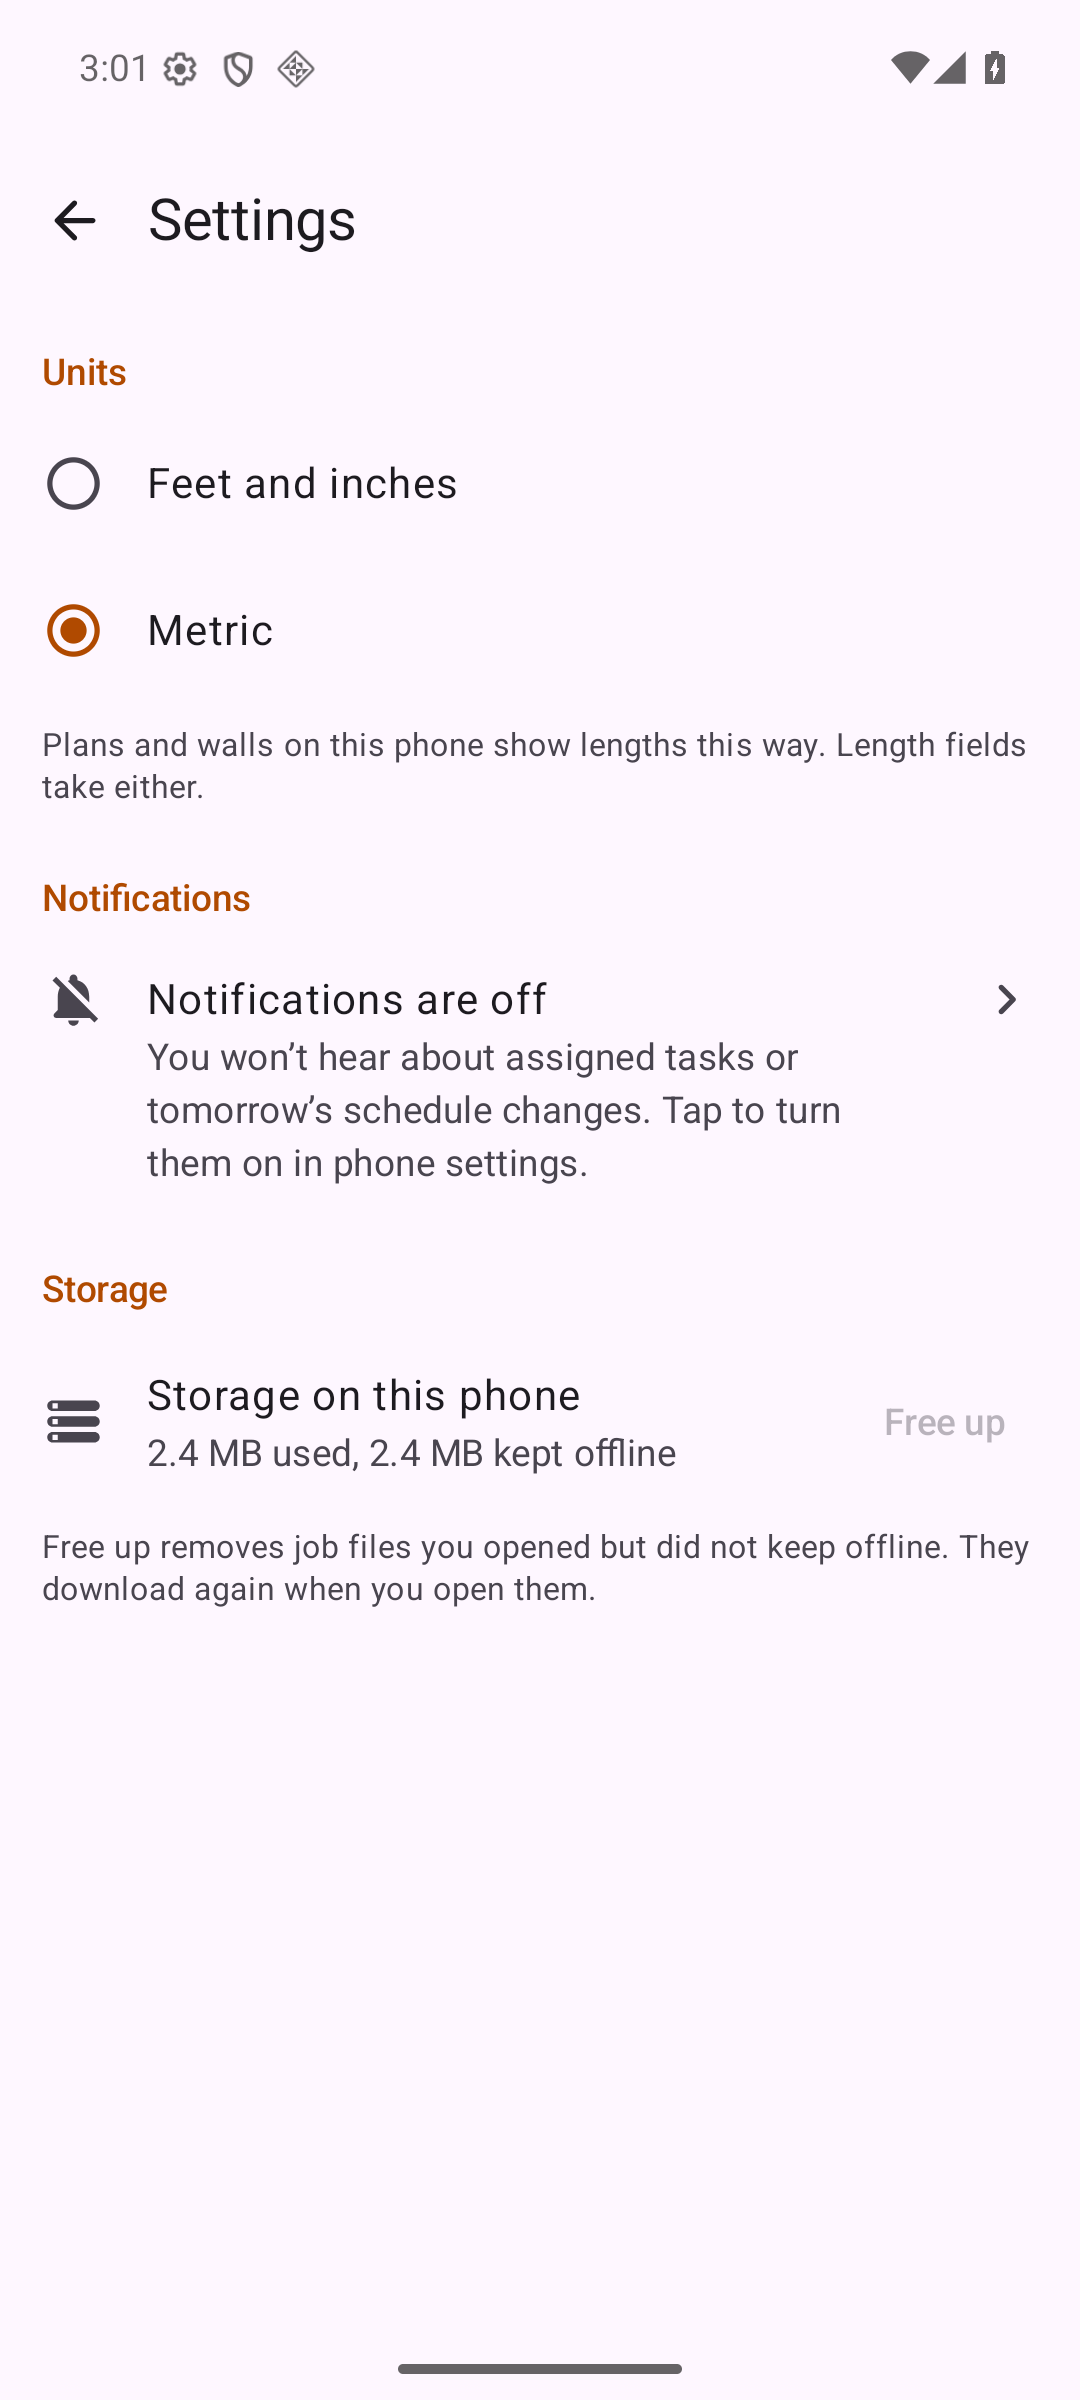 3:01
Settings
Units
Feet and inches
Metric
Plans and walls on this phone show lengths this way. Length fields
take either.
Notifications
Notifications are off
You won’t hear about assigned tasks or
tomorrow’s schedule changes. Tap to turn
them on in phone settings.
Storage
Storage on this phone
2.4 MB used, 2.4 MB kept offline
Free up
Free up removes job files you opened but did not keep offline. They
download again when you open them.